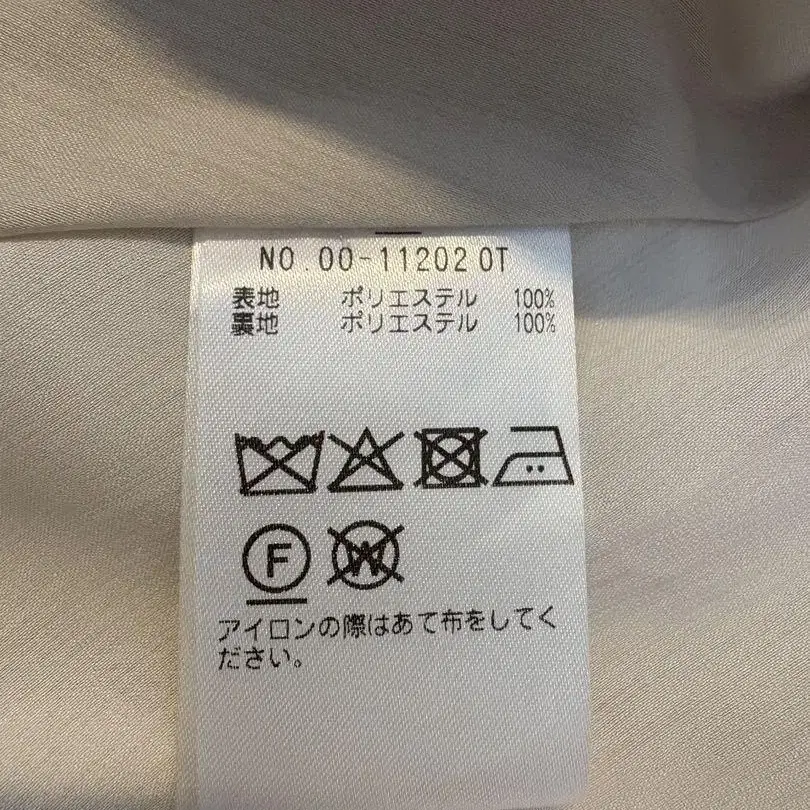 NO.00-11202 0T
表地 ポリエステル 100%
裏地 ポリエステル 100%
F W
アイロンの際はあて布をしてく
ださい。